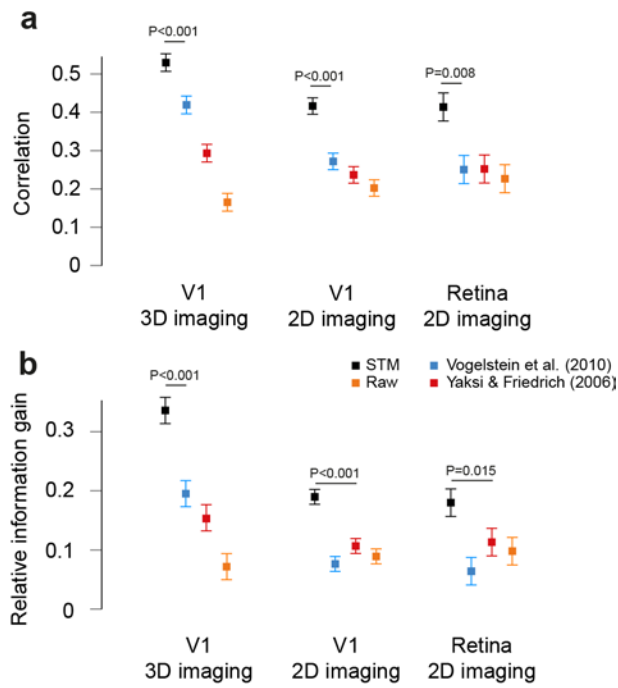 a
P<0.001
P<0.001
P=0.008
Correlation
0.5
0.4
0.3
0.2
0.1
0
V1
3D imaging
V1
2D imaging
Retina
2D imaging
b
STM
Vogelstein et al. (2010)
Raw
Yaksi & Friedrich (2006)
P<0.001
P<0.001
P=0.015
Relative information gain
0.3
0.2
0.1
0
V1
3D imaging
V1
2D imaging
Retina
2D imaging